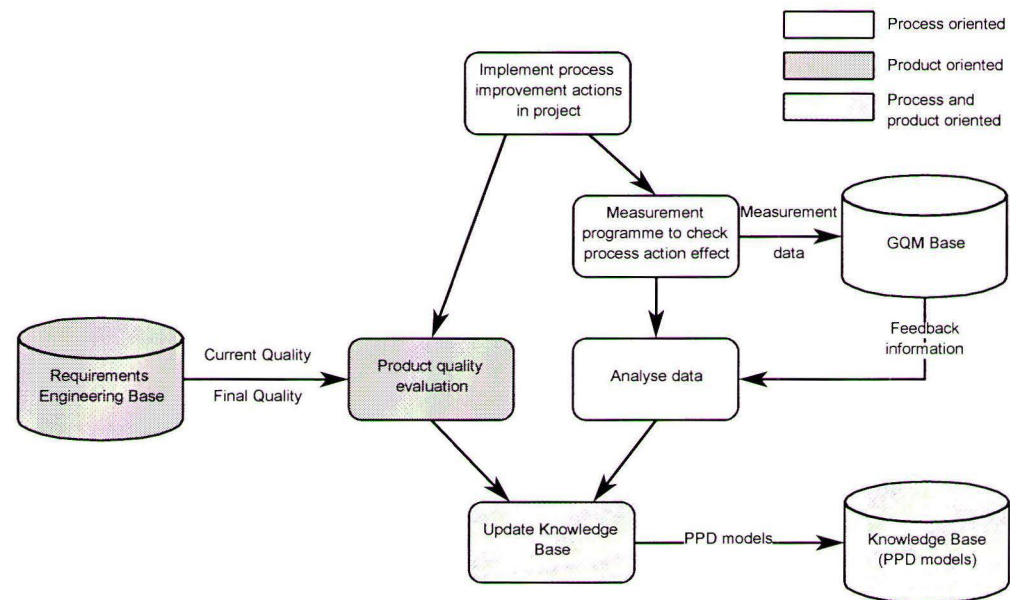 Process oriented
Product oriented
Process and
product oriented
Implement process
improvement actions
in project
Measurement
programme to check
process action effect
Measurement
data
GQM Base
Feedback
information
Requirements
Engineering Base
Current Quality
Final Quality
Product quality
evaluation
Analyse data
Update Knowledge
Base
PPD models
Knowledge Base
(PPD models)